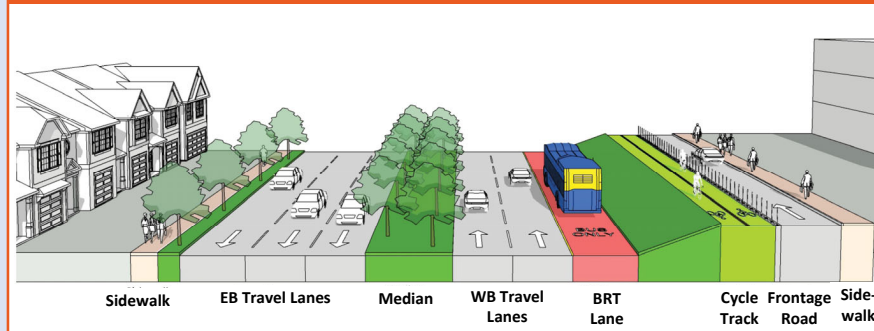 BUS
ONLY
Sidewalk
EB Travel Lanes
Median
WB Travel
Lanes
BRT
Lane
Cycle
Track
Frontage
Road
Side-
walk